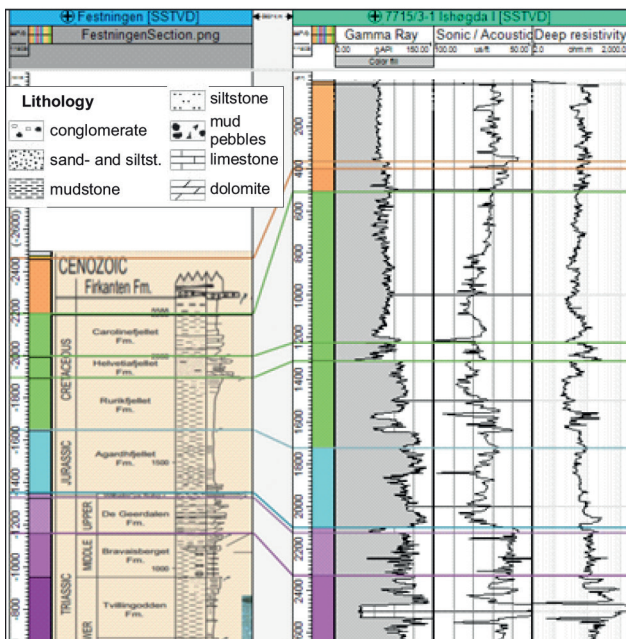 Festningen [SSTVD]
7715/3-1 Ishøgda I [SSTVD]
FestningenSection.png
Gamma Ray
Sonic / Acoustic
Deep resistivity
0.00 gAPI 150.00
100.00 us/ft 50.00
2.0 ohm.m 2,000.0
Color fill
Lithology
conglomerate
sand- and siltst.
mudstone
siltstone
mud
pebbles
limestone
dolomite
-2400
-2200
-2000
-1800
-1600
-1400
-1200
-1000
-800
CENOZOIC
Firkanten Fm.
CRETACEOUS
Carolinefjellet
Fm.
Helvetiafjellet
Fm.
Rurikfjellet
Fm.
JURASSIC
Agardhfjellet
Fm.
1500
TRIASSIC
UPPER
De Geerdalen
Fm.
MIDDLE
Bravaisberget
Fm.
1000
Tvillingodden
Fm.
200
400
600
800
1000
1200
1400
1600
1800
2000
2200
2400